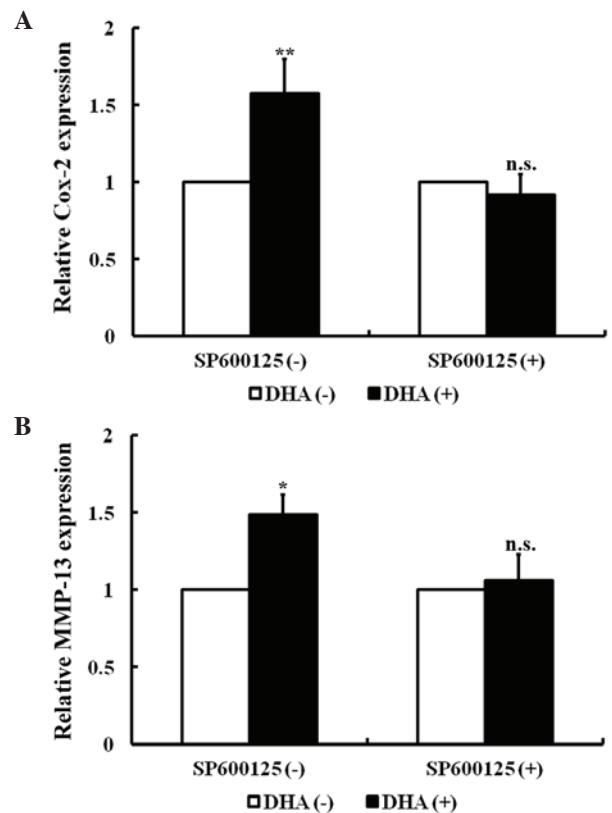 A
Relative Cox-2 expression
2
1.5
1
0.5
0
**
n.s.
SP600125 (-) SP600125 (+)
DHA (-) DHA (+)
B
Relative MMP-13 expression
2
1.5
1
0.5
0
*
n.s.
SP600125 (-) SP600125 (+)
DHA (-) DHA (+)